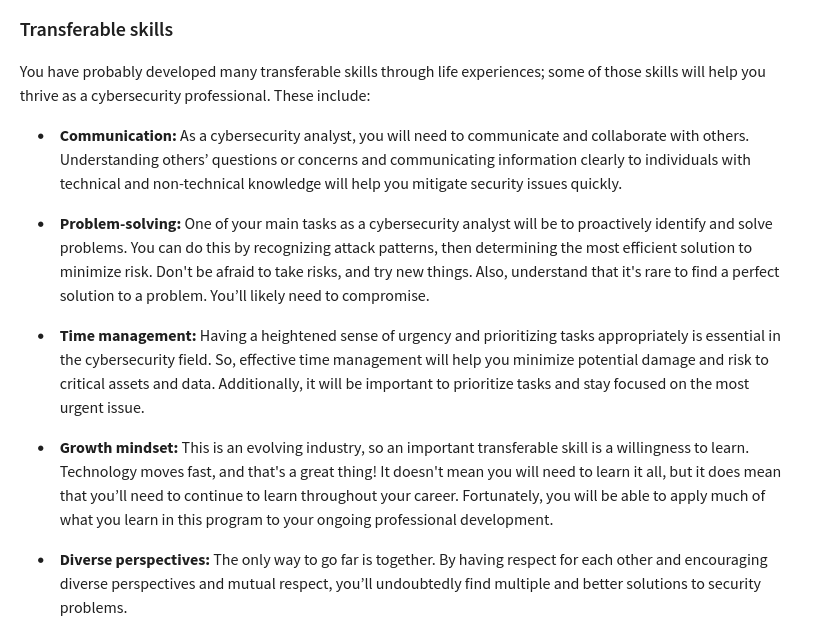 Transferable skills
You have probably developed many transferable skills through life experiences; some of those skills will help you
thrive as a cybersecurity professional. These include:
• Communication: As a cybersecurity analyst, you will need to communicate and collaborate with others.
Understanding others’ questions or concerns and communicating information clearly to individuals with
technical and non-technical knowledge will help you mitigate security issues quickly.
• Problem-solving: One of your main tasks as a cybersecurity analyst will be to proactively identify and solve
problems. You can do this by recognizing attack patterns, then determining the most efficient solution to
minimize risk. Don't be afraid to take risks, and try new things. Also, understand that it's rare to find a perfect
solution to a problem. You’ll likely need to compromise.
• Time management: Having a heightened sense of urgency and prioritizing tasks appropriately is essential in
the cybersecurity field. So, effective time management will help you minimize potential damage and risk to
critical assets and data. Additionally, it will be important to prioritize tasks and stay focused on the most
urgent issue.
• Growth mindset: This is an evolving industry, so an important transferable skill is a willingness to learn.
Technology moves fast, and that's a great thing! It doesn't mean you will need to learn it all, but it does mean
that you’ll need to continue to learn throughout your career. Fortunately, you will be able to apply much of
what you learn in this program to your ongoing professional development.
• Diverse perspectives: The only way to go far is together. By having respect for each other and encouraging
diverse perspectives and mutual respect, you’ll undoubtedly find multiple and better solutions to security
problems.